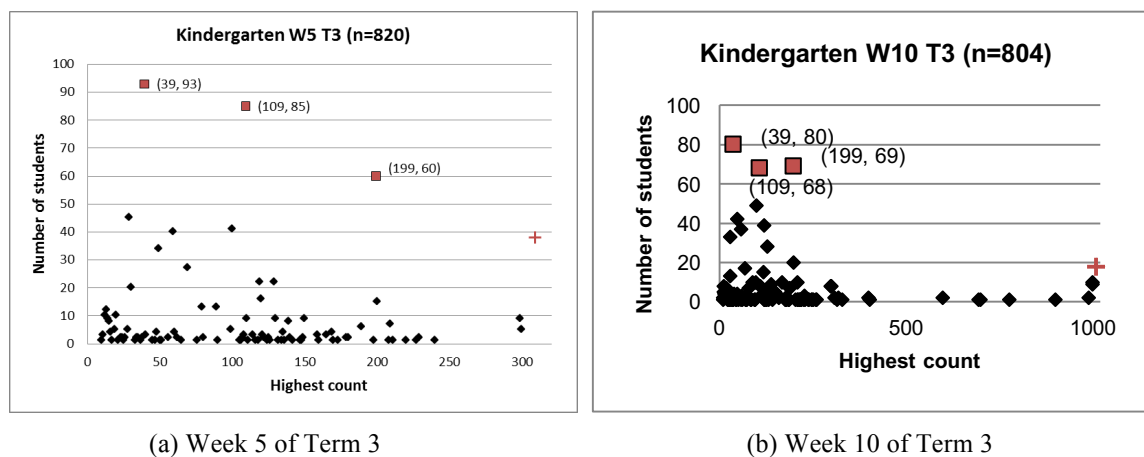 Kindergarten W5 T3 (n=820)
Number of students
100
90
80
70
60
50
40
30
20
10
0
(39, 93)
(109, 85)
(199, 60)
0 50 100 150 200 250 300
Highest count
Kindergarten W10 T3 (n=804)
Number of students
100
80
60
40
20
0
(39, 80)
(199, 69)
(109, 68)
0 500 1000
Highest count
(a) Week 5 of Term 3
(b) Week 10 of Term 3